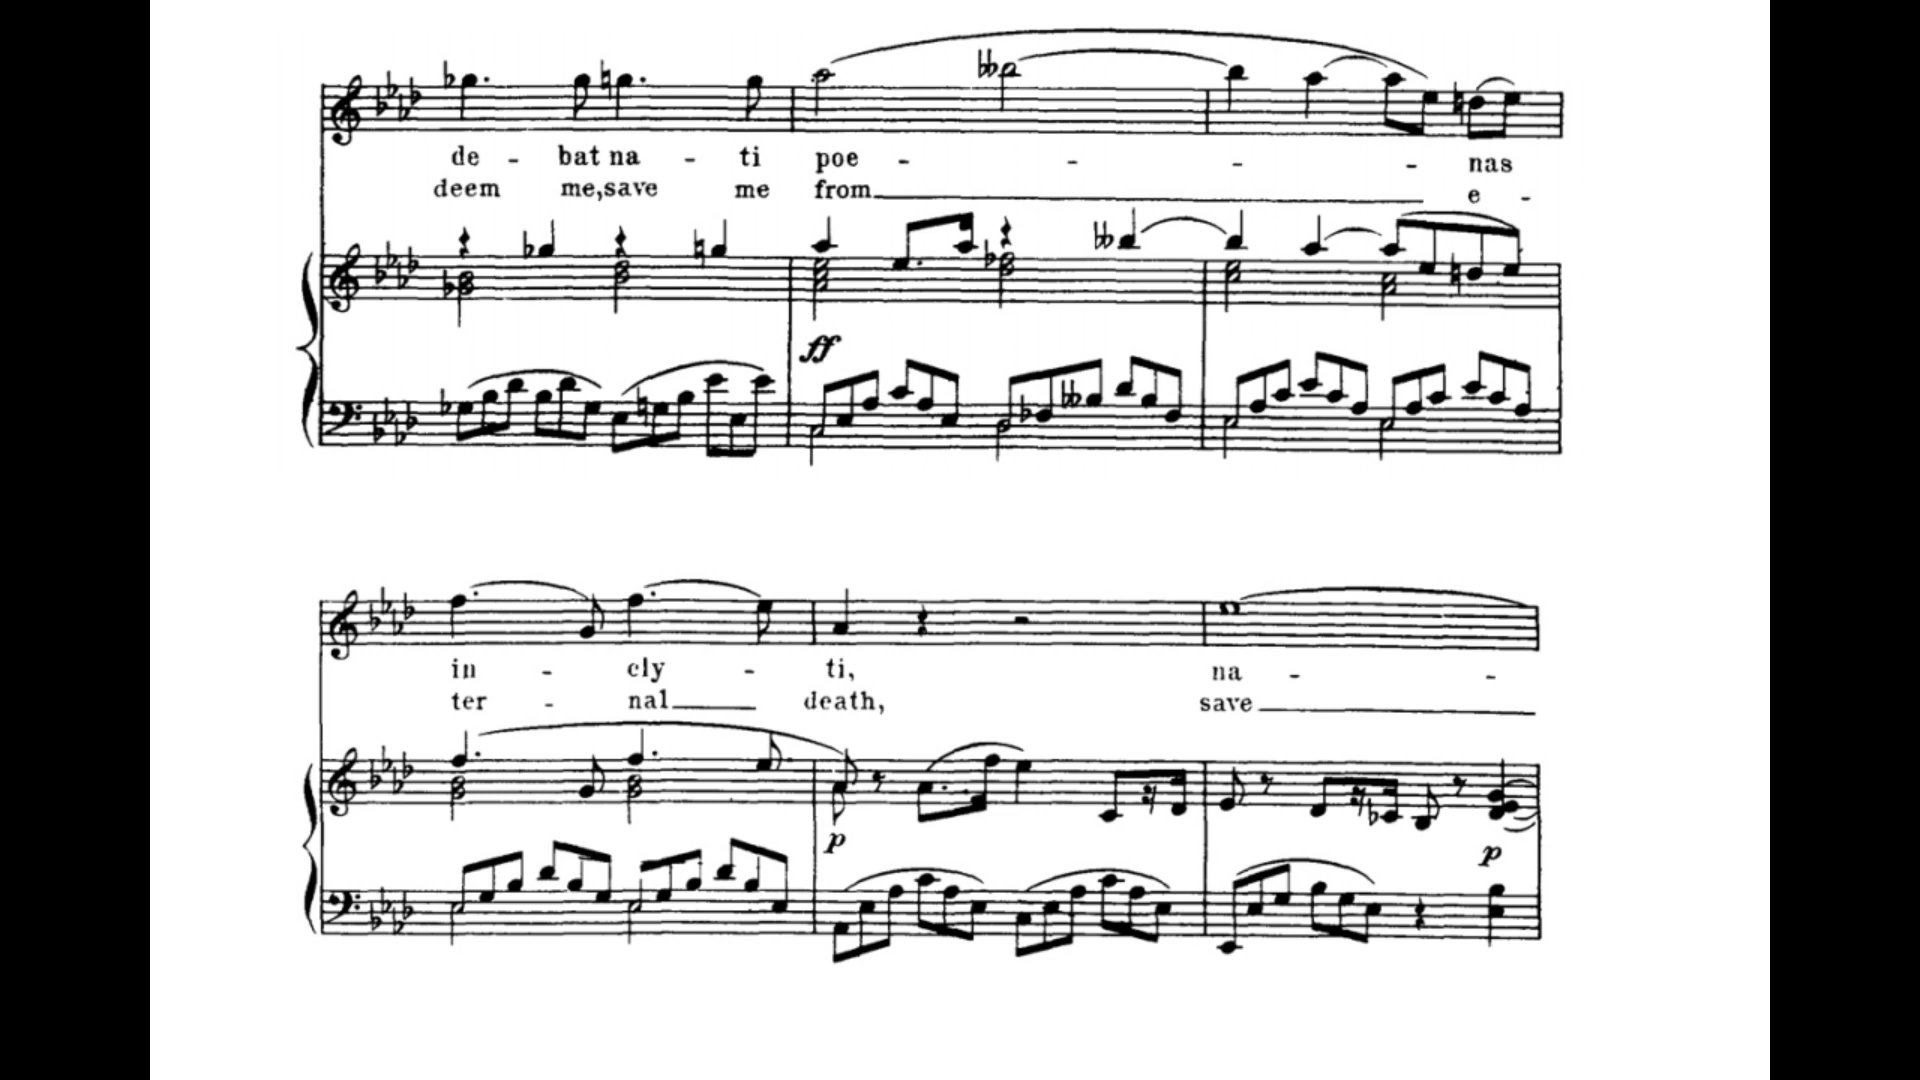 de - bat na - ti poe - - - - nas
deem me, save me from e -
ff
in - cly - ti, na - -
ter - nal death, save
p
p